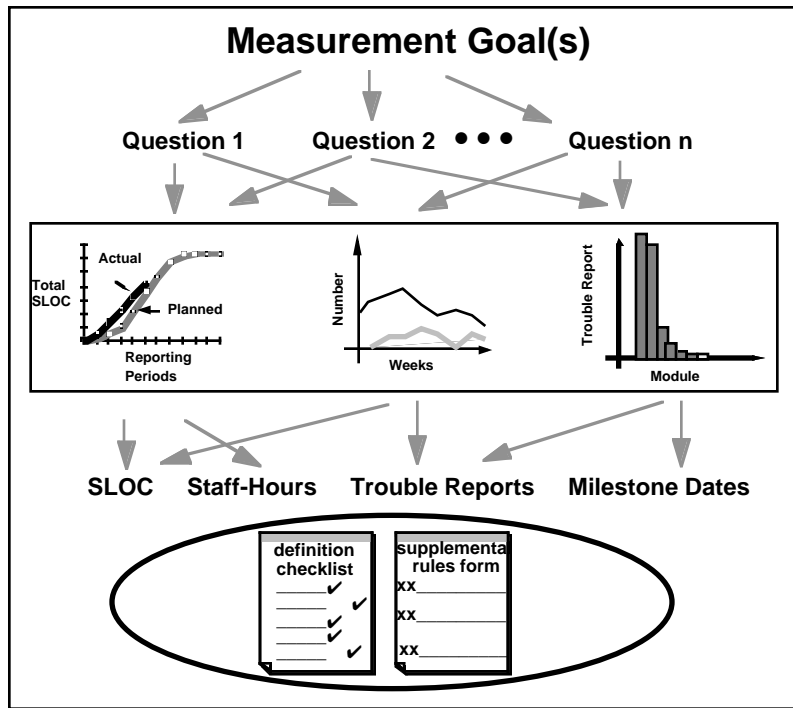 Measurement Goal(s)
Question 1
Question 2
Question n
Actual
Total
SLOC
Planned
Reporting
Periods
Number
Weeks
Trouble Report
Module
SLOC
Staff-Hours
Trouble Reports
Milestone Dates
definition
checklist
supplementa
rules form
xx
xx
xx